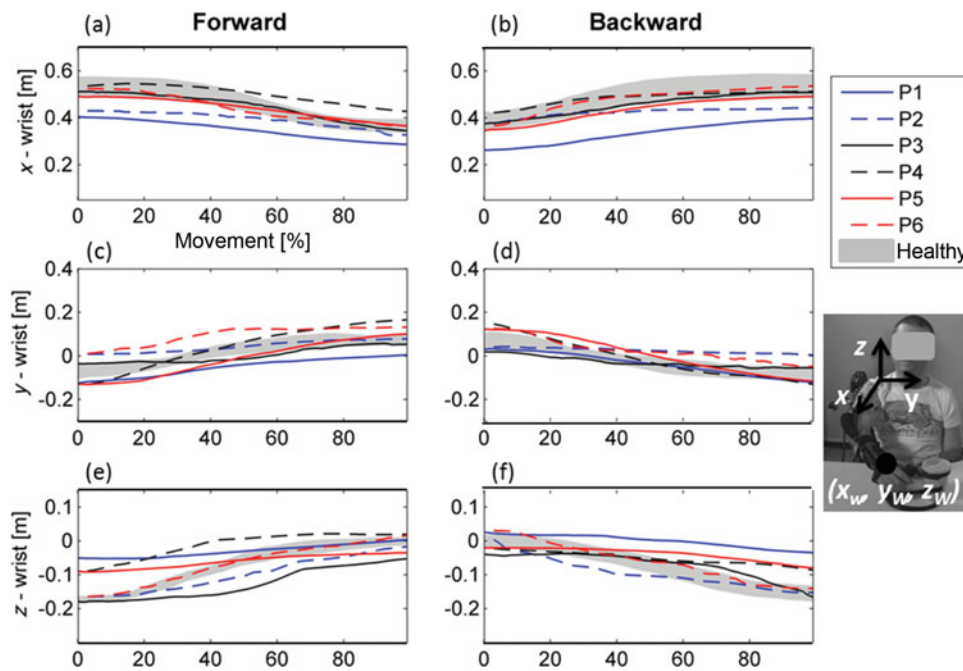 (a) Forward
(b) Backward
x - wrist [m]
0.6
0.4
0.2
0 20 40 60 80
Movement [%]
0.6
0.4
0.2
0 20 40 60 80
P1
P2
P3
P4
P5
P6
Healthy
(c)
y - wrist [m]
0.4
0.2
0
-0.2
0 20 40 60 80
(d)
0.4
0.2
0
-0.2
0 20 40 60 80
z
x
y
(xw, yw, zw)
(e)
z - wrist [m]
0.1
0
-0.1
-0.2
0 20 40 60 80
(f)
0.1
0
-0.1
-0.2
0 20 40 60 80